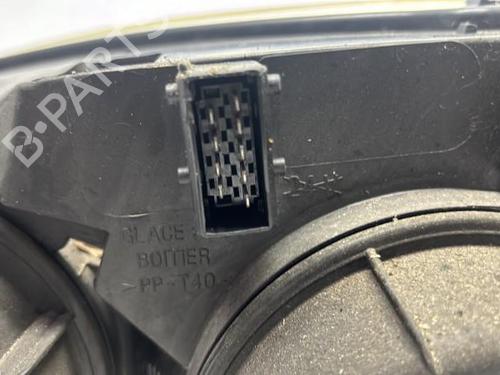 B-PARTS
GLACE :
BOITIER
>PP-T40<